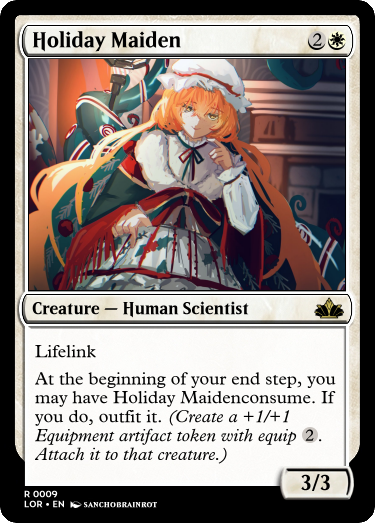 Holiday Maiden 2
Creature — Human Scientist
Lifelink
At the beginning of your end step, you
may have Holiday Maidenconsume. If
you do, outfit it. (Create a +1/+1
Equipment artifact token with equip 2.
Attach it to that creature.)
3/3
R 0009
LOR • EN SANCHOBRAINROT